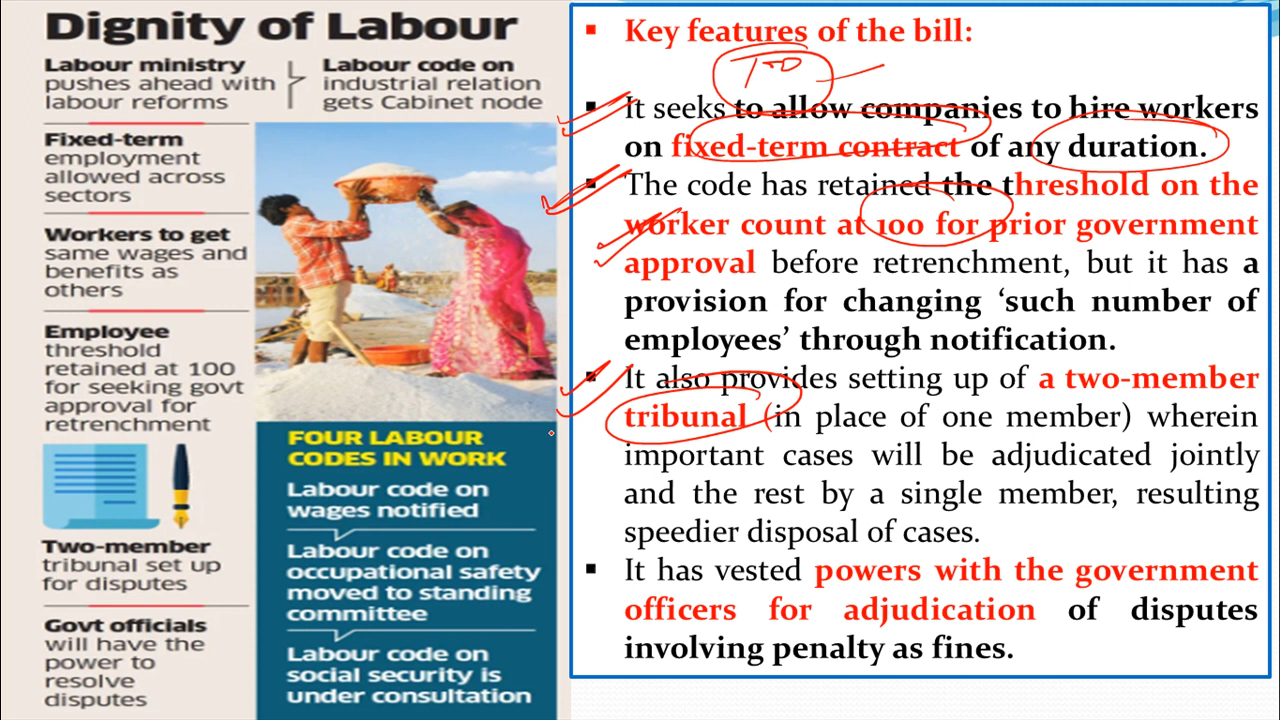 Dignity of Labour
Labour ministry
pushes ahead with
labour reforms
Labour code on
industrial relation
gets Cabinet node
Fixed-term
employment
allowed across
sectors
Workers to get
same wages and
benefits as
others
Employee
threshold
retained at 100
for seeking govt
approval for
retrenchment
Two-member
tribunal set up
for disputes
Govt officials
will have the
power to
resolve
disputes
FOUR LABOUR
CODES IN WORK
Labour code on
wages notified
Labour code on
occupational safety
moved to standing
committee
Labour code on
social security is
under consultation
▪ Key features of the bill:
▪ It seeks to allow companies to hire workers
on fixed-term contract of any duration.
▪ The code has retained the threshold on the
worker count at 100 for prior government
approval before retrenchment, but it has a
provision for changing ‘such number of
employees’ through notification.
▪ It also provides setting up of a two-member
tribunal (in place of one member) wherein
important cases will be adjudicated jointly
and the rest by a single member, resulting
speedier disposal of cases.
▪ It has vested powers with the government
officers for adjudication of disputes
involving penalty as fines.